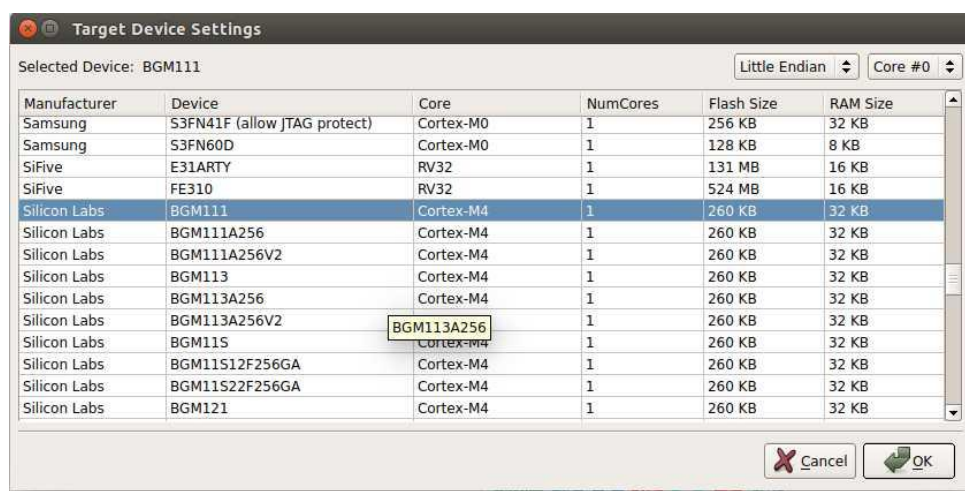 Target Device Settings
Selected Device: BGM111 Little Endian Core #0
Manufacturer Device Core NumCores Flash Size RAM Size
Samsung S3FN41F (allow JTAG protect) Cortex-M0 1 256 KB 32 KB
Samsung S3FN60D Cortex-M0 1 128 KB 8 KB
SiFive E31ARTY RV32 1 131 MB 16 KB
SiFive FE310 RV32 1 524 MB 16 KB
Silicon Labs BGM111 Cortex-M4 1 260 KB 32 KB
Silicon Labs BGM111A256 Cortex-M4 1 260 KB 32 KB
Silicon Labs BGM111A256V2 Cortex-M4 1 260 KB 32 KB
Silicon Labs BGM113 Cortex-M4 1 260 KB 32 KB
Silicon Labs BGM113A256 Cortex-M4 1 260 KB 32 KB
Silicon Labs BGM113A256V2 1 260 KB 32 KB
BGM113A256
Silicon Labs BGM11S Cortex-M4 1 260 KB 32 KB
Silicon Labs BGM11S12F256GA Cortex-M4 1 260 KB 32 KB
Silicon Labs BGM11S22F256GA Cortex-M4 1 260 KB 32 KB
Silicon Labs BGM121 Cortex-M4 1 260 KB 32 KB
Cancel OK